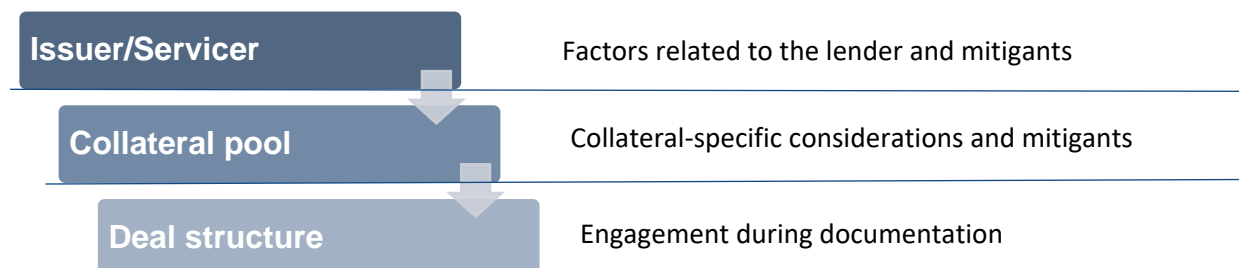 Issuer/Servicer
Factors related to the lender and mitigants
Collateral pool
Collateral-specific considerations and mitigants
Deal structure
Engagement during documentation